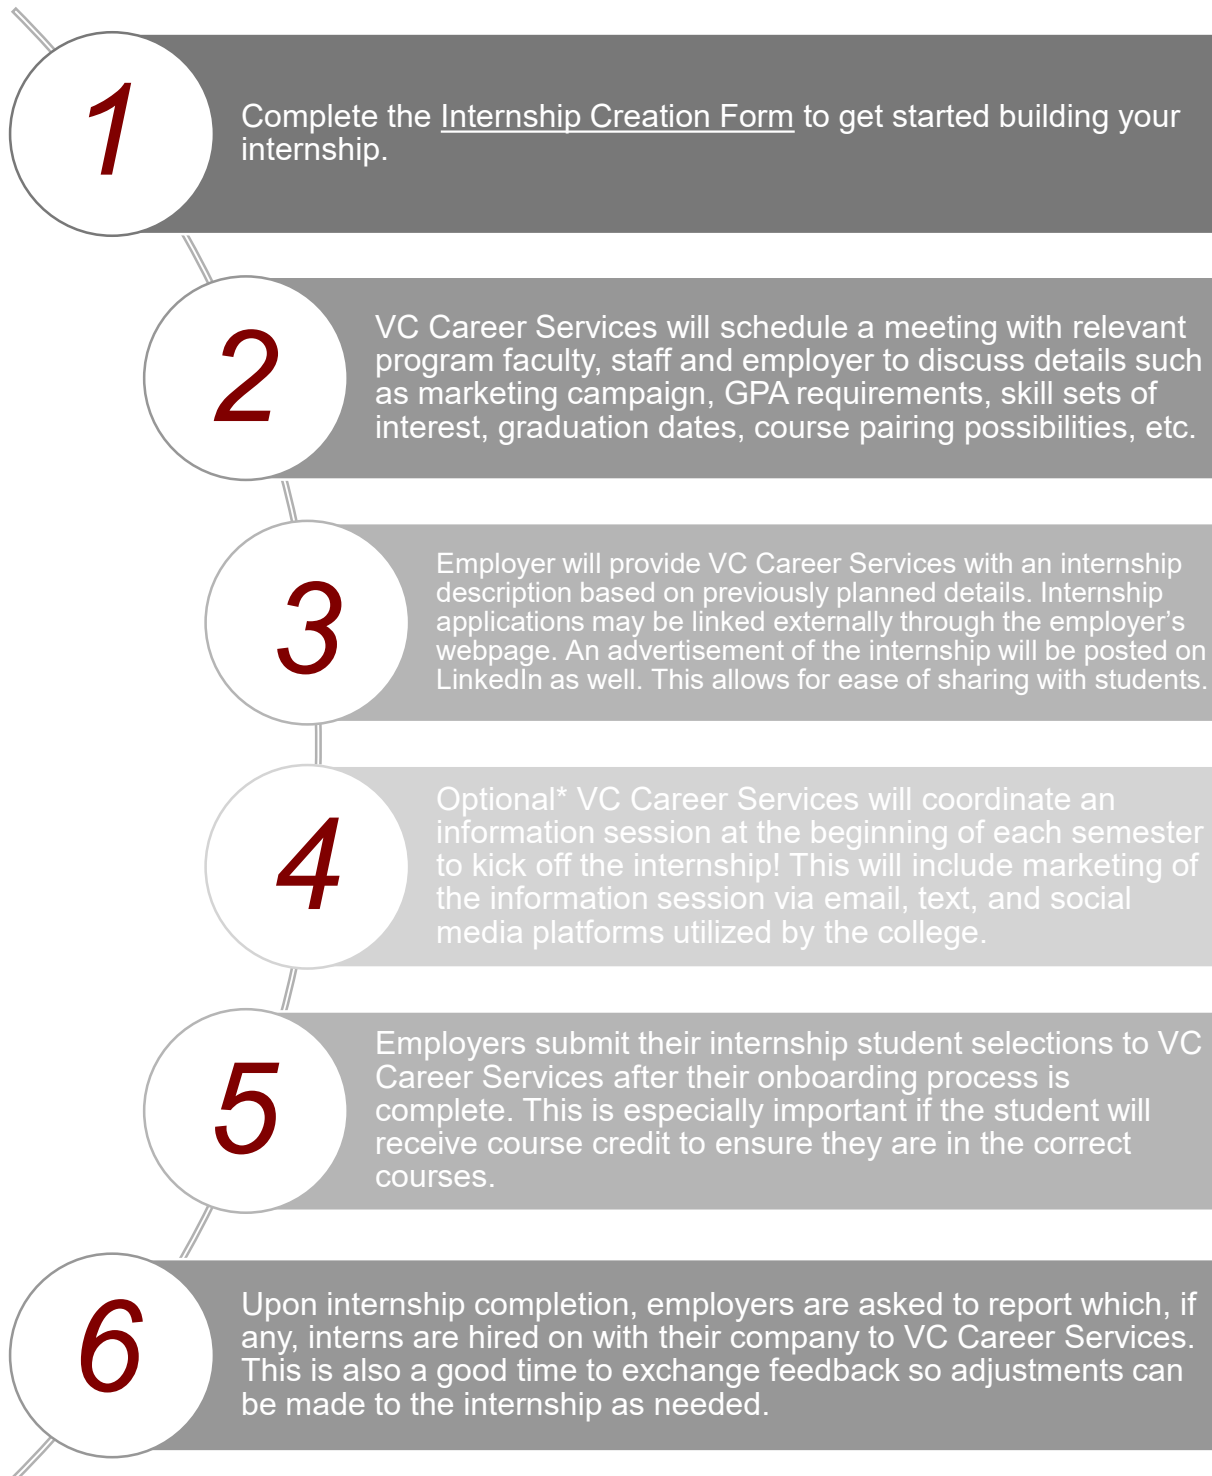 1
Complete the Internship Creation Form to get started building your
internship.
2
VC Career Services will schedule a meeting with relevant
program faculty, staff and employer to discuss details such
as marketing campaign, GPA requirements, skill sets of
interest, graduation dates, course pairing possibilities, etc.
3
Employer will provide VC Career Services with an internship
description based on previously planned details. Internship
applications may be linked externally through the employer’s
webpage. An advertisement of the internship will be posted on
LinkedIn as well. This allows for ease of sharing with students.
4
Optional* VC Career Services will coordinate an
information session at the beginning of each semester
to kick off the internship! This will include marketing of
the information session via email, text, and social
media platforms utilized by the college.
5
Employers submit their internship student selections to VC
Career Services after their onboarding process is
complete. This is especially important if the student will
receive course credit to ensure they are in the correct
courses.
6
Upon internship completion, employers are asked to report which, if
any, interns are hired on with their company to VC Career Services.
This is also a good time to exchange feedback so adjustments can
be made to the internship as needed.